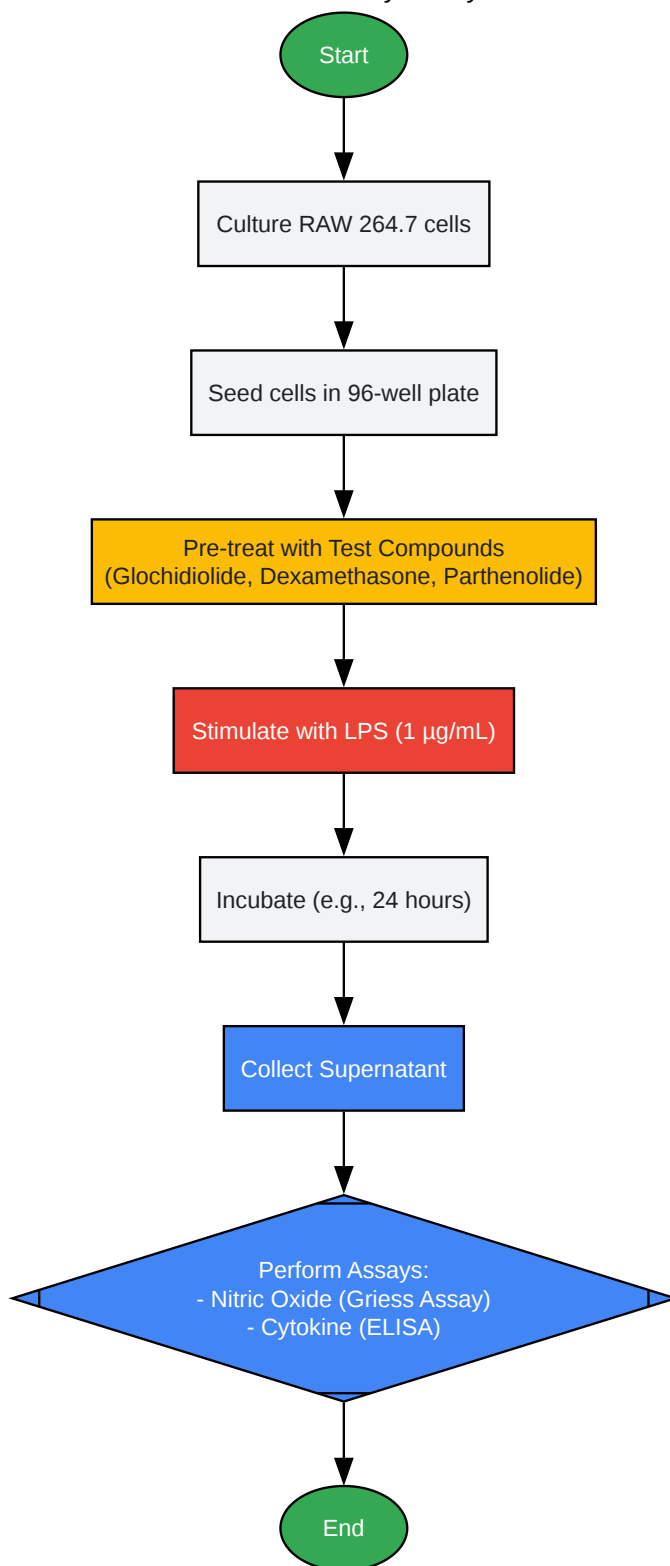 Start
Culture RAW 264.7 cells
Seed cells in 96-well plate
Pre-treat with Test Compounds
(Glochidiolide, Dexamethasone, Parthenolide)
Stimulate with LPS (1 µg/mL)
Incubate (e.g., 24 hours)
Collect Supernatant
Perform Assays:
- Nitric Oxide (Griess Assay)
- Cytokine (ELISA)
End